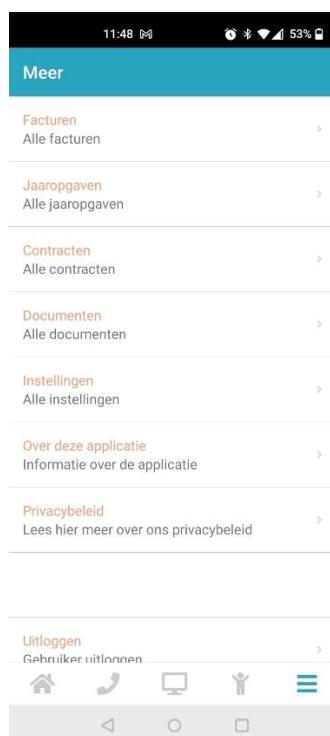 11:48 53%
Meer
Facturen
Alle facturen
Jaaropgaven
Alle jaaropgaven
Contracten
Alle contracten
Documenten
Alle documenten
Instellingen
Alle instellingen
Over deze applicatie
Informatie over de applicatie
Privacybeleid
Lees hier meer over ons privacybeleid
Uitloggen
Gebruiker uitloggen